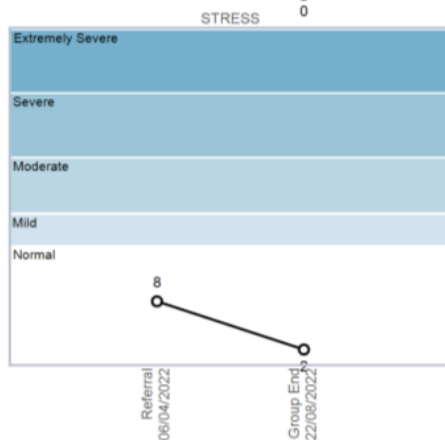 0
STRESS
Extremely Severe
Severe
Moderate
Mild
Normal
8
2
Referral
06/04/2022
Group End
22/08/2022